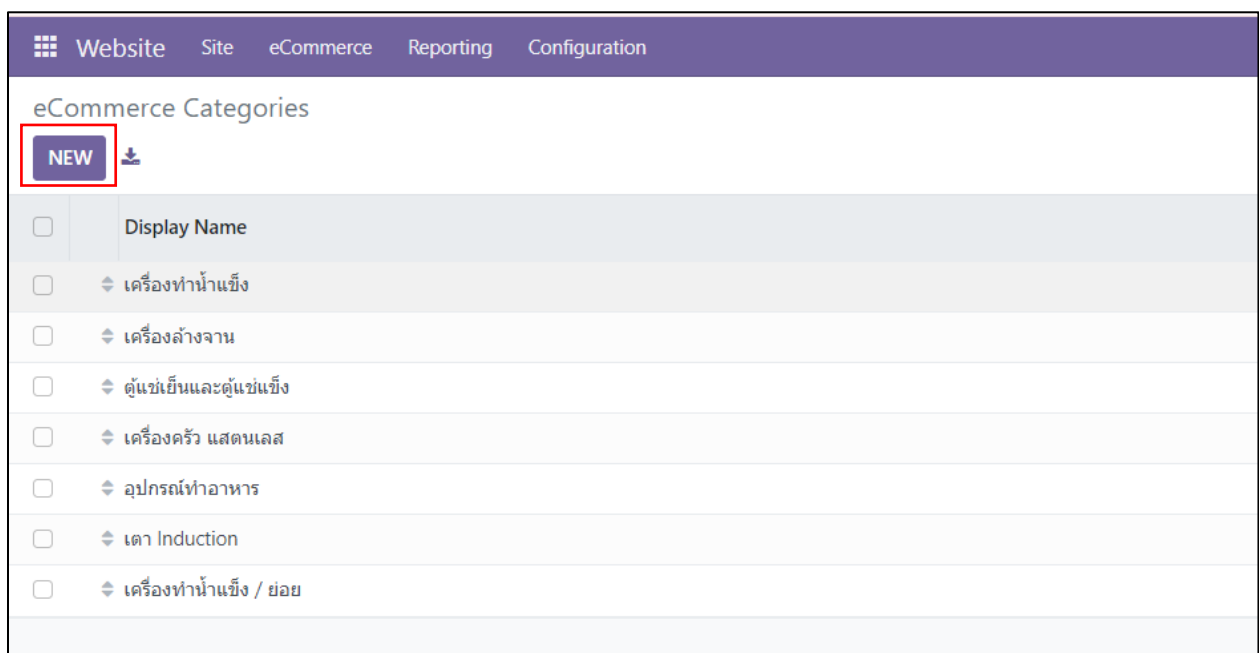 Website Site eCommerce Reporting Configuration
eCommerce Categories
NEW
Display Name
เครื่องทำน้ำแข็ง
เครื่องล้างจาน
ตู้แช่เย็นและตู้แช่แข็ง
เครื่องครัว แสตนเลส
อุปกรณ์ทำอาหาร
เตา Induction
เครื่องทำน้ำแข็ง / ย่อย